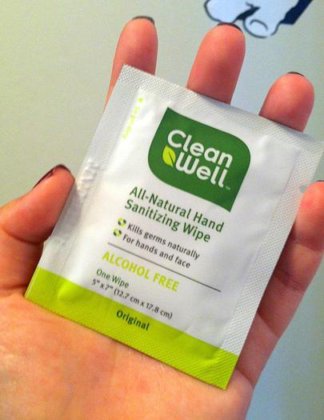 Clean
Well™
All-Natural Hand
Sanitizing Wipe
Kills germs naturally
For hands and face
ALCOHOL FREE
One Wipe
5" x 7" (12.7 cm x 17.8 cm)
Original